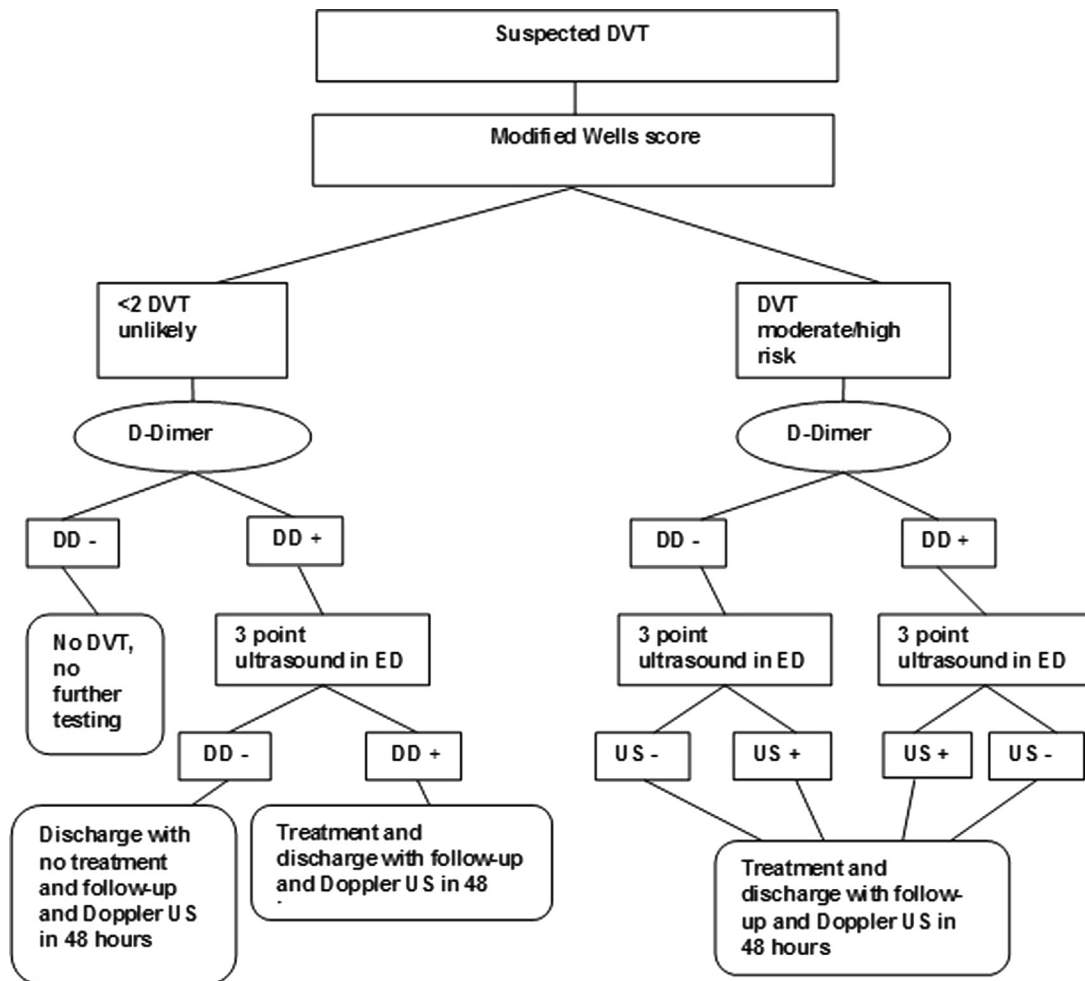 Suspected DVT
Modified Wells score
<2 DVT
unlikely
DVT
moderate/high
risk
D-Dimer
D-Dimer
DD -
DD +
DD -
DD +
No DVT,
no
further
testing
3 point
ultrasound in ED
3 point
ultrasound in ED
3 point
ultrasound in ED
DD -
DD +
US -
US +
US +
US -
Discharge with
no treatment
and follow-up
and Doppler US
in 48 hours
Treatment and
discharge with follow-up
and Doppler US in 48
Treatment and
discharge with follow-
up and Doppler US in
48 hours